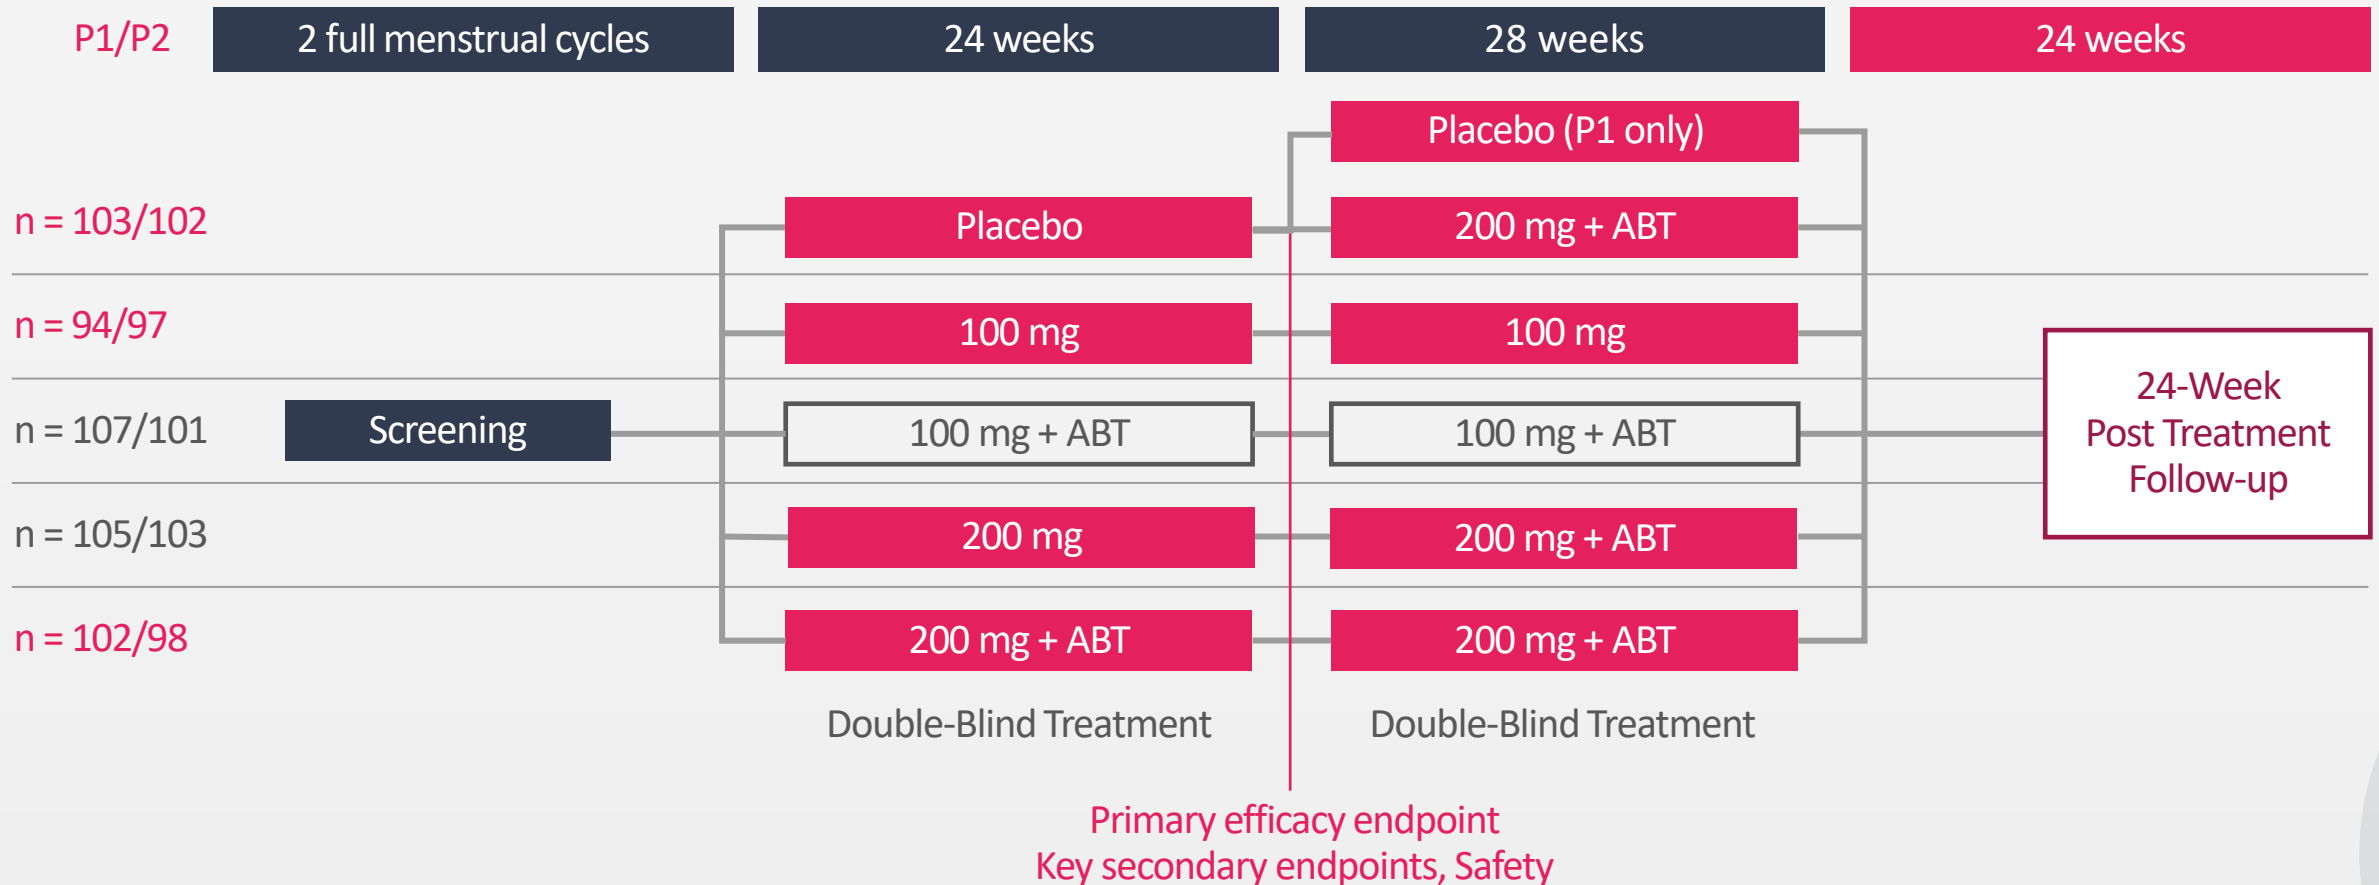 P1/P2
2 full menstrual cycles
24 weeks
28 weeks
24 weeks
Placebo (P1 only)
n = 103/102
Placebo
200 mg + ABT
n = 94/97
100 mg
100 mg
n = 107/101
Screening
100 mg + ABT
100 mg + ABT
24-Week
Post Treatment
Follow-up
n = 105/103
200 mg
200 mg + ABT
n = 102/98
200 mg + ABT
200 mg + ABT
Double-Blind Treatment
Double-Blind Treatment
Primary efficacy endpoint
Key secondary endpoints, Safety